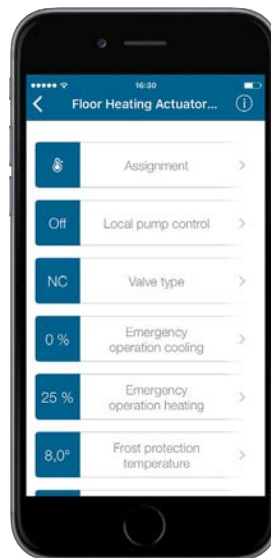 16:30
Floor Heating Actuator...
Assignment
Off
Local pump control
NC
Valve type
0 %
Emergency
operation cooling
25 %
Emergency
operation heating
8,0°
Frost protection
temperature